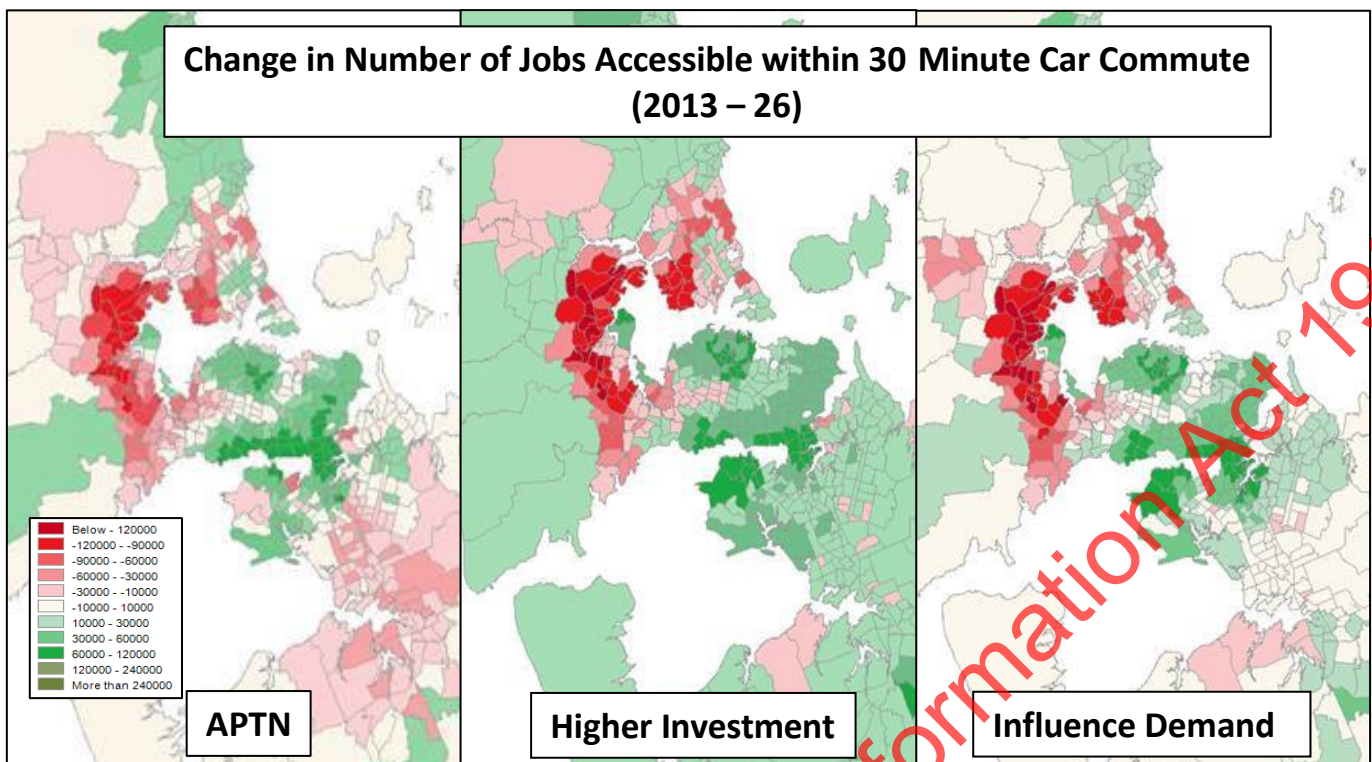 Change in Number of Jobs Accessible within 30 Minute Car Commute
(2013 – 26)
Below - 120000
-120000 - -90000
-90000 - -60000
-60000 - -30000
-30000 - -10000
-10000 - 10000
10000 - 30000
30000 - 60000
60000 - 120000
120000 - 240000
More than 240000
APTN
Higher Investment
Influence Demand
formation Act 19